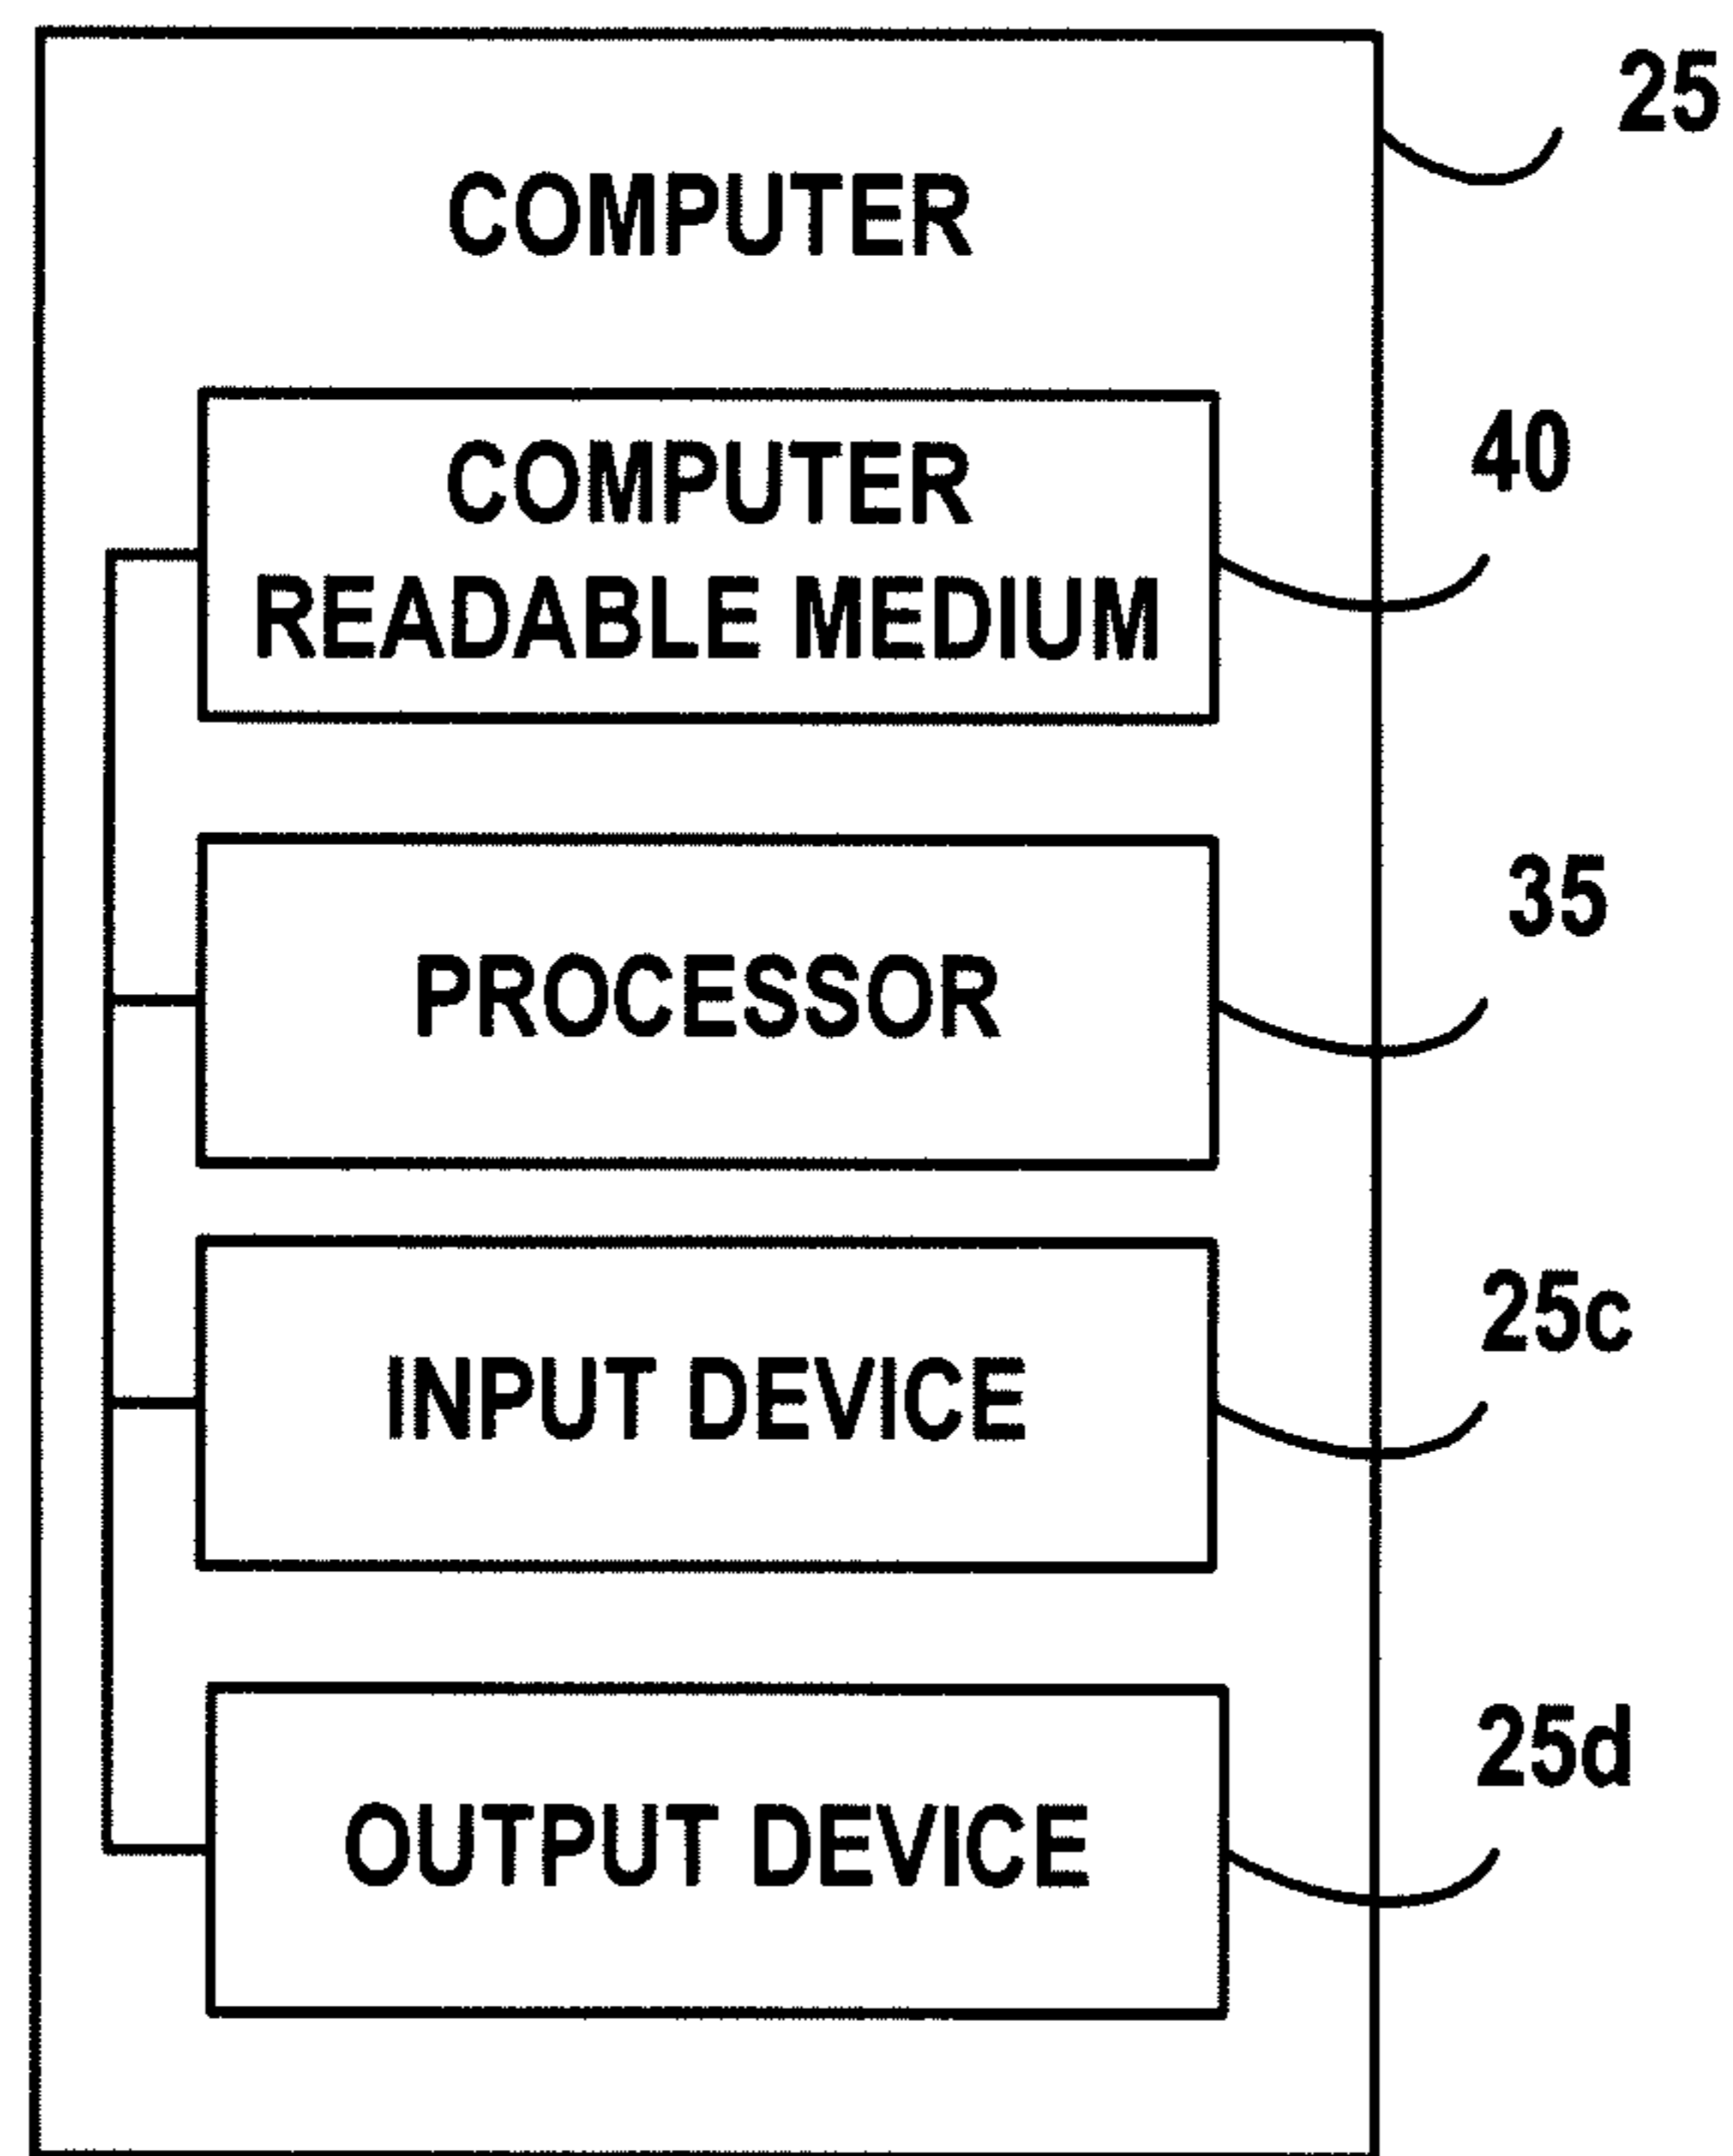 25
COMPUTER
40
COMPUTER
READABLE MEDIUM
35
PROCESSOR
25c
INPUT DEVICE
25d
OUTPUT DEVICE